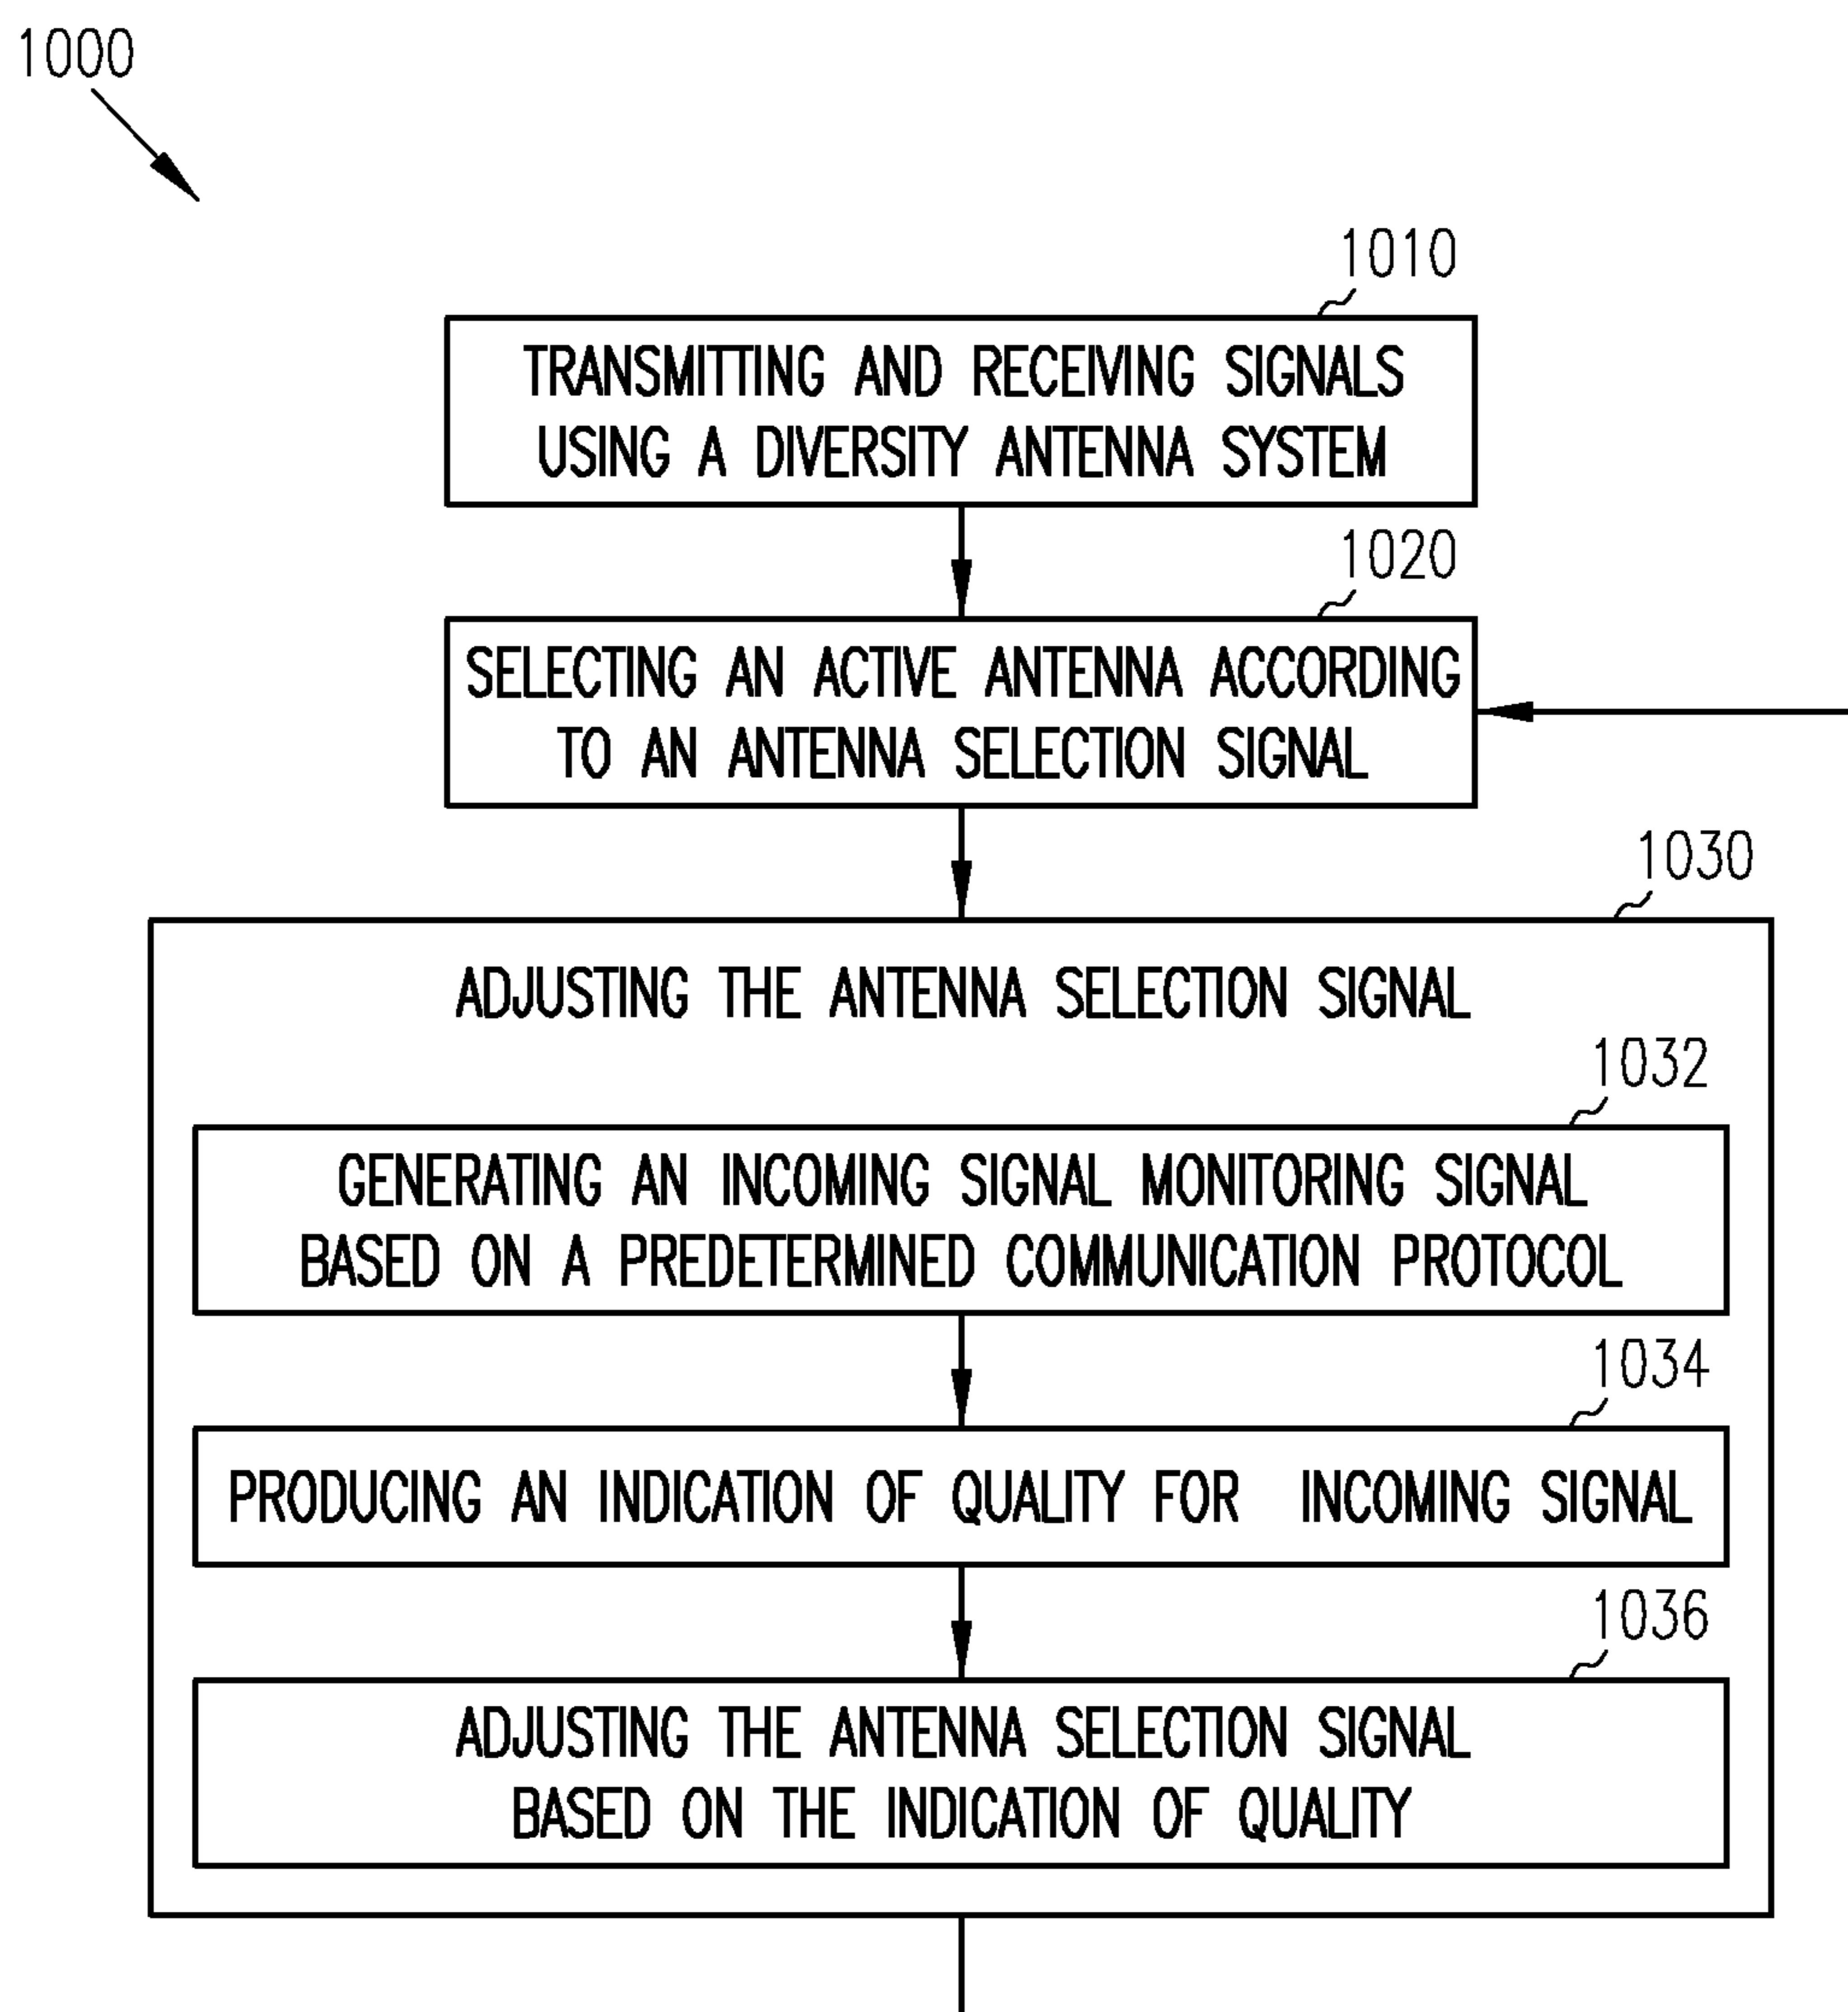 1000
1010
TRANSMITTING AND RECEIVING SIGNALS
USING A DIVERSITY ANTENNA SYSTEM
1020
SELECTING AN ACTIVE ANTENNA ACCORDING
TO AN ANTENNA SELECTION SIGNAL
1030
ADJUSTING THE ANTENNA SELECTION SIGNAL
1032
GENERATING AN INCOMING SIGNAL MONITORING SIGNAL
BASED ON A PREDETERMINED COMMUNICATION PROTOCOL
1034
PRODUCING AN INDICATION OF QUALITY FOR INCOMING SIGNAL
1036
ADJUSTING THE ANTENNA SELECTION SIGNAL
BASED ON THE INDICATION OF QUALITY